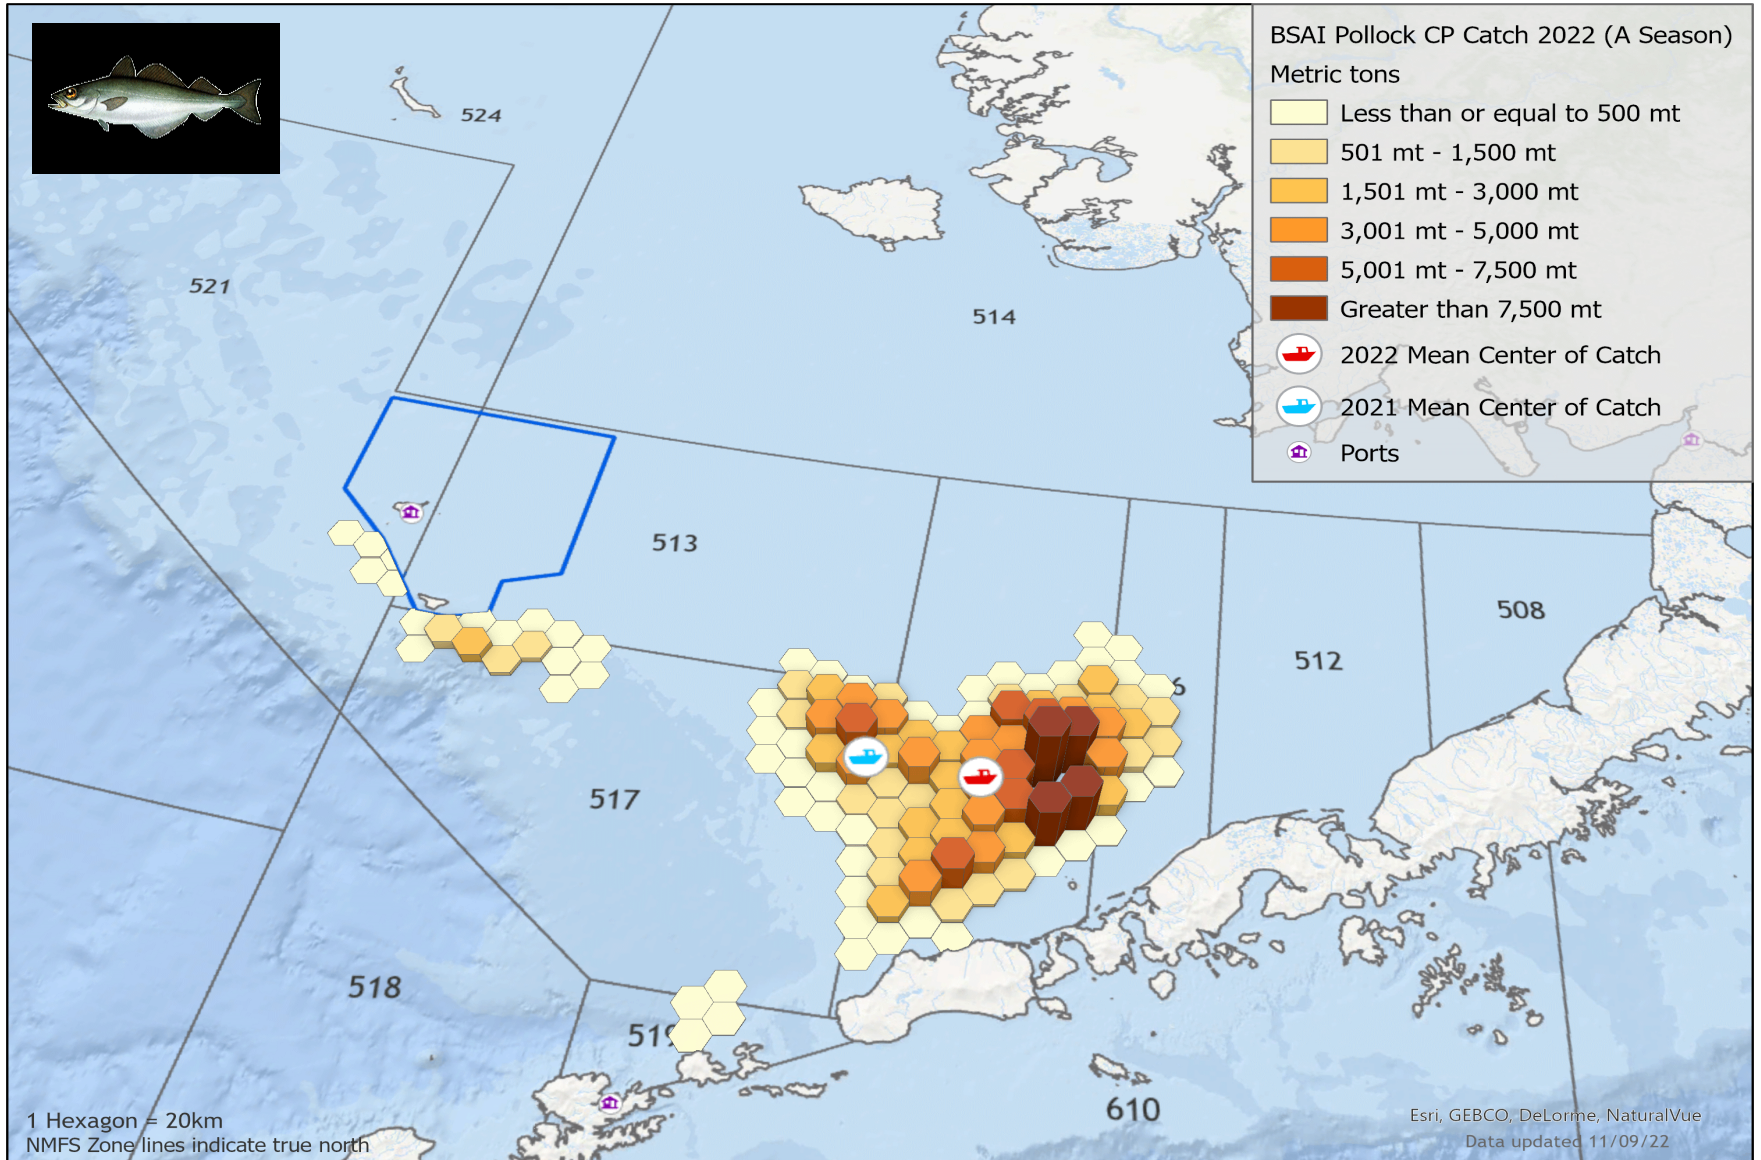 BSAI Pollock CP Catch 2022 (A Season)
Metric tons
Less than or equal to 500 mt
501 mt - 1,500 mt
1,501 mt - 3,000 mt
3,001 mt - 5,000 mt
5,001 mt - 7,500 mt
Greater than 7,500 mt
2022 Mean Center of Catch
2021 Mean Center of Catch
Ports
524
521
514
513
508
512
6
517
518
519
610
1 Hexagon = 20km
NMFS Zone lines indicate true north
Esri, GEBCO, DeLorme, NaturalVue
Data updated 11/09/22